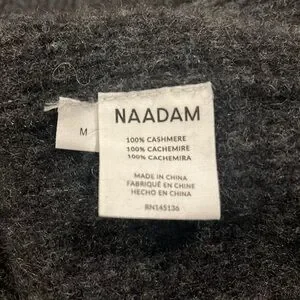 M
NAADAM
100% CASHMERE
100% CACHEMIRE
100% CACHEMIRA
MADE IN CHINA
FABRIQUÉ EN CHINE
HECHO EN CHINA
RN145136